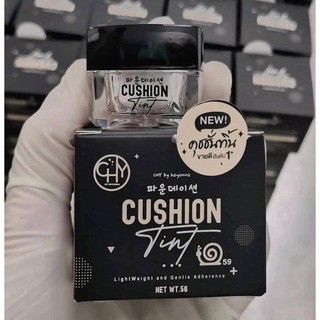 파운데이션
CUSHION
Tint
NEW!
คุชชั่นทิ้น
ขายดีอันดับ 1
CHY
CHY by hoyeons
파운데이션
CUSHION
Tint
59
LightWeight and Gentle Adherence
NET WT. 5G